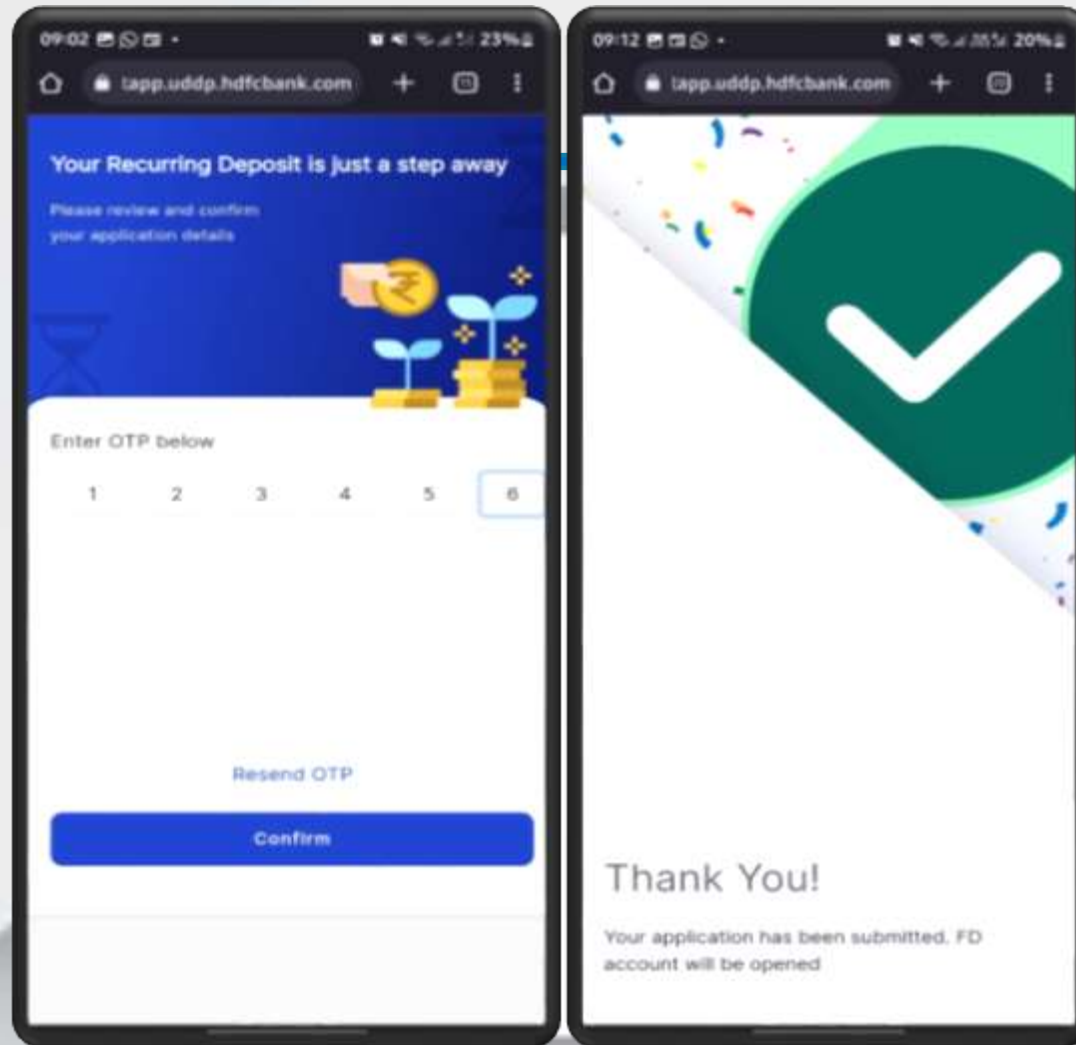 09:02
23%
tapp.uddp.hdfcbank.com
Your Recurring Deposit is just a step away
Please review and confirm
your application details
₹
Enter OTP below
1 2 3 4 5 6
Resend OTP
Confirm
09:12
20%
tapp.uddp.hdfcbank.com
Thank You!
Your application has been submitted. FD
account will be opened